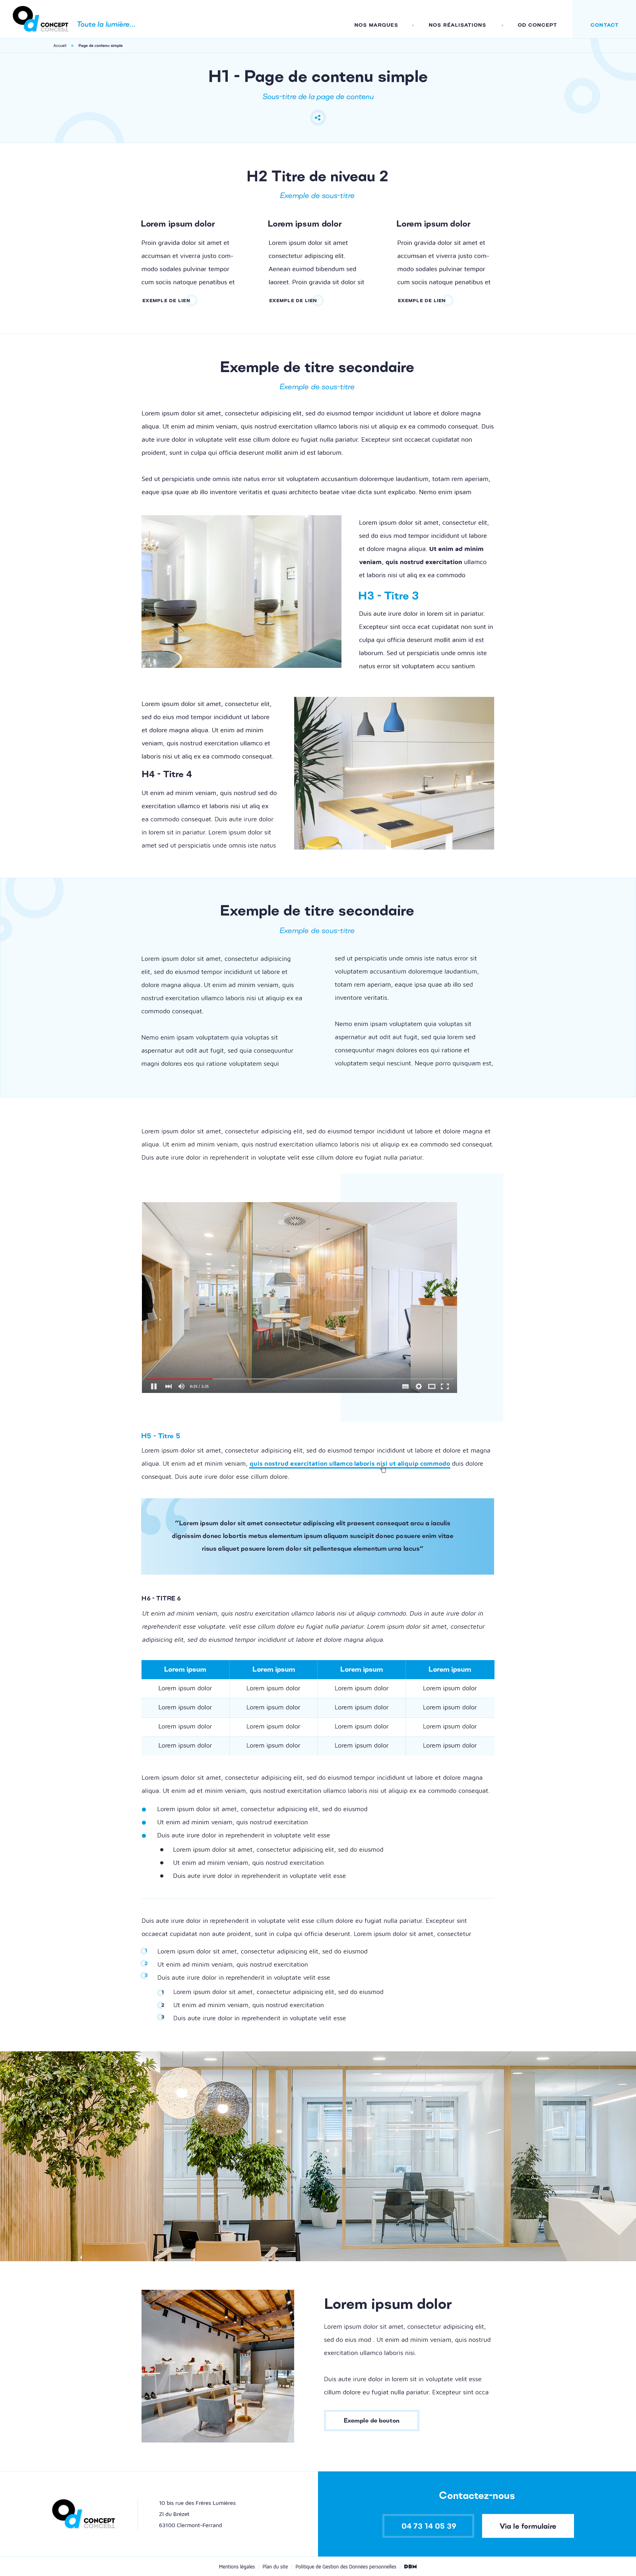 Od CONCEPT
CONCEPT
Toute la lumière...
NOS MARQUES
NOS RÉALISATIONS
OD CONCEPT
CONTACT
Accueil
Page de contenu simple
H1 - Page de contenu simple
Sous-titre de la page de contenu
H2 Titre de niveau 2
Exemple de sous-titre
Lorem ipsum dolor
Proin gravida dolor sit amet et
accumsan et viverra justo com-
modo sodales pulvinar tempor
cum sociis natoque penatibus et
EXEMPLE DE LIEN
Lorem ipsum dolor
Lorem ipsum dolor sit amet
consectetur adipiscing elit.
Aenean euimod bibendum sed
laoreet. Proin gravida sit dolor sit
EXEMPLE DE LIEN
Lorem ipsum dolor
Proin gravida dolor sit amet et
accumsan et viverra justo com-
modo sodales pulvinar tempor
cum sociis natoque penatibus et
EXEMPLE DE LIEN
Exemple de titre secondaire
Exemple de sous-titre
Lorem ipsum dolor sit amet, consectetur adipisicing elit, sed do eiusmod tempor incididunt ut labore et dolore magna
aliqua. Ut enim ad minim veniam, quis nostrud exercitation ullamco laboris nisi ut aliquip ex ea commodo consequat. Duis
aute irure dolor in voluptate velit esse cillum dolore eu fugiat nulla pariatur. Excepteur sint occaecat cupidatat non
proident, sunt in culpa qui officia deserunt mollit anim id est laborum.
Sed ut perspiciatis unde omnis iste natus error sit voluptatem accusantium doloremque laudantium, totam rem aperiam,
eaque ipsa quae ab illo inventore veritatis et quasi architecto beatae vitae dicta sunt explicabo. Nemo enim ipsam
Lorem ipsum dolor sit amet, consectetur elit,
sed do eius mod tempor incididunt ut labore
et dolore magna aliqua. Ut enim ad minim
veniam, quis nostrud exercitation ullamco
et laboris nisi ut aliq ex ea commodo
H3 - Titre 3
Duis aute irure dolor in lorem sit in pariatur.
Excepteur sint occa ecat cupidatat non sunt in
culpa qui officia deserunt mollit anim id est
laborum. Sed ut perspiciatis unde omnis iste
natus error sit voluptatem accu santium
Lorem ipsum dolor sit amet, consectetur elit,
sed do eius mod tempor incididunt ut labore
et dolore magna aliqua. Ut enim ad minim
veniam, quis nostrud exercitation ullamco et
laboris nisi ut aliq ex ea commodo consequat.
H4 - Titre 4
Ut enim ad minim veniam, quis nostrud sed do
exercitation ullamco et laboris nisi ut aliq ex
ea commodo consequat. Duis aute irure dolor
in lorem sit in pariatur. Lorem ipsum dolor sit
amet sed ut perspiciatis unde omnis iste natus
Exemple de titre secondaire
Exemple de sous-titre
Lorem ipsum dolor sit amet, consectetur adipisicing
elit, sed do eiusmod tempor incididunt ut labore et
dolore magna aliqua. Ut enim ad minim veniam, quis
nostrud exercitation ullamco laboris nisi ut aliquip ex ea
commodo consequat.
Nemo enim ipsam voluptatem quia voluptas sit
aspernatur aut odit aut fugit, sed quia consequuntur
magni dolores eos qui ratione voluptatem sequi
sed ut perspiciatis unde omnis iste natus error sit
voluptatem accusantium doloremque laudantium,
totam rem aperiam, eaque ipsa quae ab illo sed
inventore veritatis.
Nemo enim ipsam voluptatem quia voluptas sit
aspernatur aut odit aut fugit, sed quia lorem sed
consequuntur magni dolores eos qui ratione et
voluptatem sequi nesciunt. Neque porro quisquam est,
Lorem ipsum dolor sit amet, consectetur adipisicing elit, sed do eiusmod tempor incididunt ut labore et dolore magna et
aliqua. Ut enim ad minim veniam, quis nostrud exercitation ullamco laboris nisi ut aliquip ex ea commodo sed consequat.
Duis aute irure dolor in reprehenderit in voluptate velit esse cillum dolore eu fugiat nulla pariatur.
H5 - Titre 5
Lorem ipsum dolor sit amet, consectetur adipisicing elit, sed do eiusmod tempor incididunt ut labore et dolore et magna
aliqua. Ut enim ad minim veniam, quis nostrud exercitation ullamco laboris nisi ut aliquip commodo duis dolore
consequat. Duis aute irure dolor esse cillum dolore.
"Lorem ipsum dolor sit amet consectetur adipiscing elit praesent consequat arcu a iaculis
dignissim donec lobortis metus elementum ipsum aliquam suscipit donec posuere enim vitae
risus aliquet posuere lorem dolor sit pellentesque elementum urna lacus"
H6 - TITRE 6
Ut enim ad minim veniam, quis nostru exercitation ullamco laboris nisi ut aliquip commodo. Duis in aute irure dolor in
reprehenderit esse voluptate. velit esse cillum dolore eu fugiat nulla pariatur. Lorem ipsum dolor sit amet, consectetur
adipisicing elit, sed do eiusmod tempor incididunt ut labore et dolore magna aliqua.
Lorem ipsum Lorem ipsum Lorem ipsum Lorem ipsum
Lorem ipsum dolor Lorem ipsum dolor Lorem ipsum dolor Lorem ipsum dolor
Lorem ipsum dolor Lorem ipsum dolor Lorem ipsum dolor Lorem ipsum dolor
Lorem ipsum dolor Lorem ipsum dolor Lorem ipsum dolor Lorem ipsum dolor
Lorem ipsum dolor Lorem ipsum dolor Lorem ipsum dolor Lorem ipsum dolor
Lorem ipsum dolor sit amet, consectetur adipisicing elit, sed do eiusmod tempor incididunt ut labore et dolore magna
aliqua. Ut enim ad et minim veniam, quis nostrud exercitation ullamco laboris nisi ut aliquip ex ea commodo consequat.
Lorem ipsum dolor sit amet, consectetur adipisicing elit, sed do eiusmod
Ut enim ad minim veniam, quis nostrud exercitation
Duis aute irure dolor in reprehenderit in voluptate velit esse
Lorem ipsum dolor sit amet, consectetur adipisicing elit, sed do eiusmod
Ut enim ad minim veniam, quis nostrud exercitation
Duis aute irure dolor in reprehenderit in voluptate velit esse
Duis aute irure dolor in reprehenderit in voluptate velit esse cillum dolore eu fugiat nulla pariatur. Excepteur sint
occaecat cupidatat non aute proident, sunt in culpa qui officia deserunt. Lorem ipsum dolor sit amet, consectetur
1 Lorem ipsum dolor sit amet, consectetur adipisicing elit, sed do eiusmod
2 Ut enim ad minim veniam, quis nostrud exercitation
3 Duis aute irure dolor in reprehenderit in voluptate velit esse
1 Lorem ipsum dolor sit amet, consectetur adipisicing elit, sed do eiusmod
2 Ut enim ad minim veniam, quis nostrud exercitation
3 Duis aute irure dolor in reprehenderit in voluptate velit esse
Lorem ipsum dolor
Lorem ipsum dolor sit amet, consectetur adipisicing elit,
sed do eius mod . Ut enim ad minim veniam, quis nostrud
exercitation ullamco laboris nisi.
Duis aute irure dolor in lorem sit in voluptate velit esse
cillum dolore eu fugiat nulla pariatur. Excepteur sint occa
Exemple de bouton
Od CONCEPT
CONCEPT
10 bis rue des Frères Lumières
ZI du Brézet
63100 Clermont-Ferrand
Contactez-nous
04 73 14 05 39
Via le formulaire
Mentions légales
Plan du site
Politique de Gestion des Données personnelles
DBM